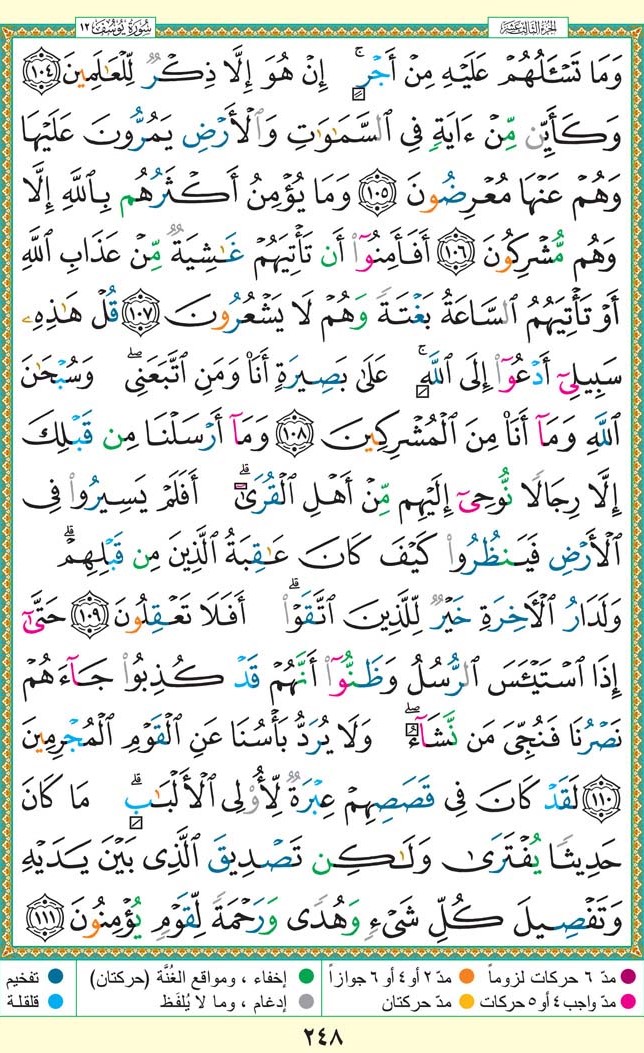 الجزء الثالث عشر
سُورَةُ يُوسُفَ ١٢
وَمَا تَسْـَٔلُهُمْ عَلَيْهِ مِنْ أَجْرٍ ۚ إِنْ هُوَ إِلَّا ذِكْرٌ لِّلْعَـٰلَمِينَ ١٠٤
وَكَأَيِّن مِّنْ ءَايَةٍ فِى ٱلسَّمَـٰوَٰتِ وَٱلْأَرْضِ يَمُرُّونَ عَلَيْهَا
وَهُمْ عَنْهَا مُعْرِضُونَ ١٠٥ وَمَا يُؤْمِنُ أَكْثَرُهُم بِٱللَّهِ إِلَّا
وَهُم مُّشْرِكُونَ ١٠٦ أَفَأَمِنُوٓا۟ أَن تَأْتِيَهُمْ غَـٰشِيَةٌ مِّنْ عَذَابِ ٱللَّهِ
أَوْ تَأْتِيَهُمُ ٱلسَّاعَةُ بَغْتَةً وَهُمْ لَا يَشْعُرُونَ ١٠٧ قُلْ هَـٰذِهِۦ
سَبِيلِىٓ أَدْعُوٓا۟ إِلَى ٱللَّهِ ۚ عَلَىٰ بَصِيرَةٍ أَنَا۠ وَمَنِ ٱتَّبَعَنِى ۖ وَسُبْحَـٰنَ
ٱللَّهِ وَمَآ أَنَا۠ مِنَ ٱلْمُشْرِكِينَ ١٠٨ وَمَآ أَرْسَلْنَا مِن قَبْلِكَ
إِلَّا رِجَالًا نُّوحِىٓ إِلَيْهِم مِّنْ أَهْلِ ٱلْقُرَىٰٓ ۗ أَفَلَمْ يَسِيرُوا۟ فِى
ٱلْأَرْضِ فَيَنظُرُوا۟ كَيْفَ كَانَ عَـٰقِبَةُ ٱلَّذِينَ مِن قَبْلِهِمْ ۗ
وَلَدَارُ ٱلْـَٔاخِرَةِ خَيْرٌ لِّلَّذِينَ ٱتَّقَوْا۟ ۗ أَفَلَا تَعْقِلُونَ ١٠٩ حَتَّىٰٓ
إِذَا ٱسْتَيْـَٔسَ ٱلرُّسُلُ وَظَنُّوٓا۟ أَنَّهُمْ قَدْ كُذِبُوا۟ جَآءَهُمْ
نَصْرُنَا فَنُجِّىَ مَن نَّشَآءُ ۖ وَلَا يُرَدُّ بَأْسُنَا عَنِ ٱلْقَوْمِ ٱلْمُجْرِمِينَ
١١٠ لَقَدْ كَانَ فِى قَصَصِهِمْ عِبْرَةٌ لِّأُو۟لِى ٱلْأَلْبَـٰبِ ۗ مَا كَانَ
حَدِيثًا يُفْتَرَىٰ وَلَـٰكِن تَصْدِيقَ ٱلَّذِى بَيْنَ يَدَيْهِ
وَتَفْصِيلَ كُلِّ شَىْءٍ وَهُدًى وَرَحْمَةً لِّقَوْمٍ يُؤْمِنُونَ ١١١
مدّ ٦ حركات لزوماً مدّ ٢ أو ٤ أو ٦ جوازاً إخفاء ، ومواقع الغُنَّة (حركتان) تفخيم
مدّ واجب ٤ أو ٥ حركات مدّ حركتان إدغام ، وما لا يُلفَظ قلقلة
٢٤٨